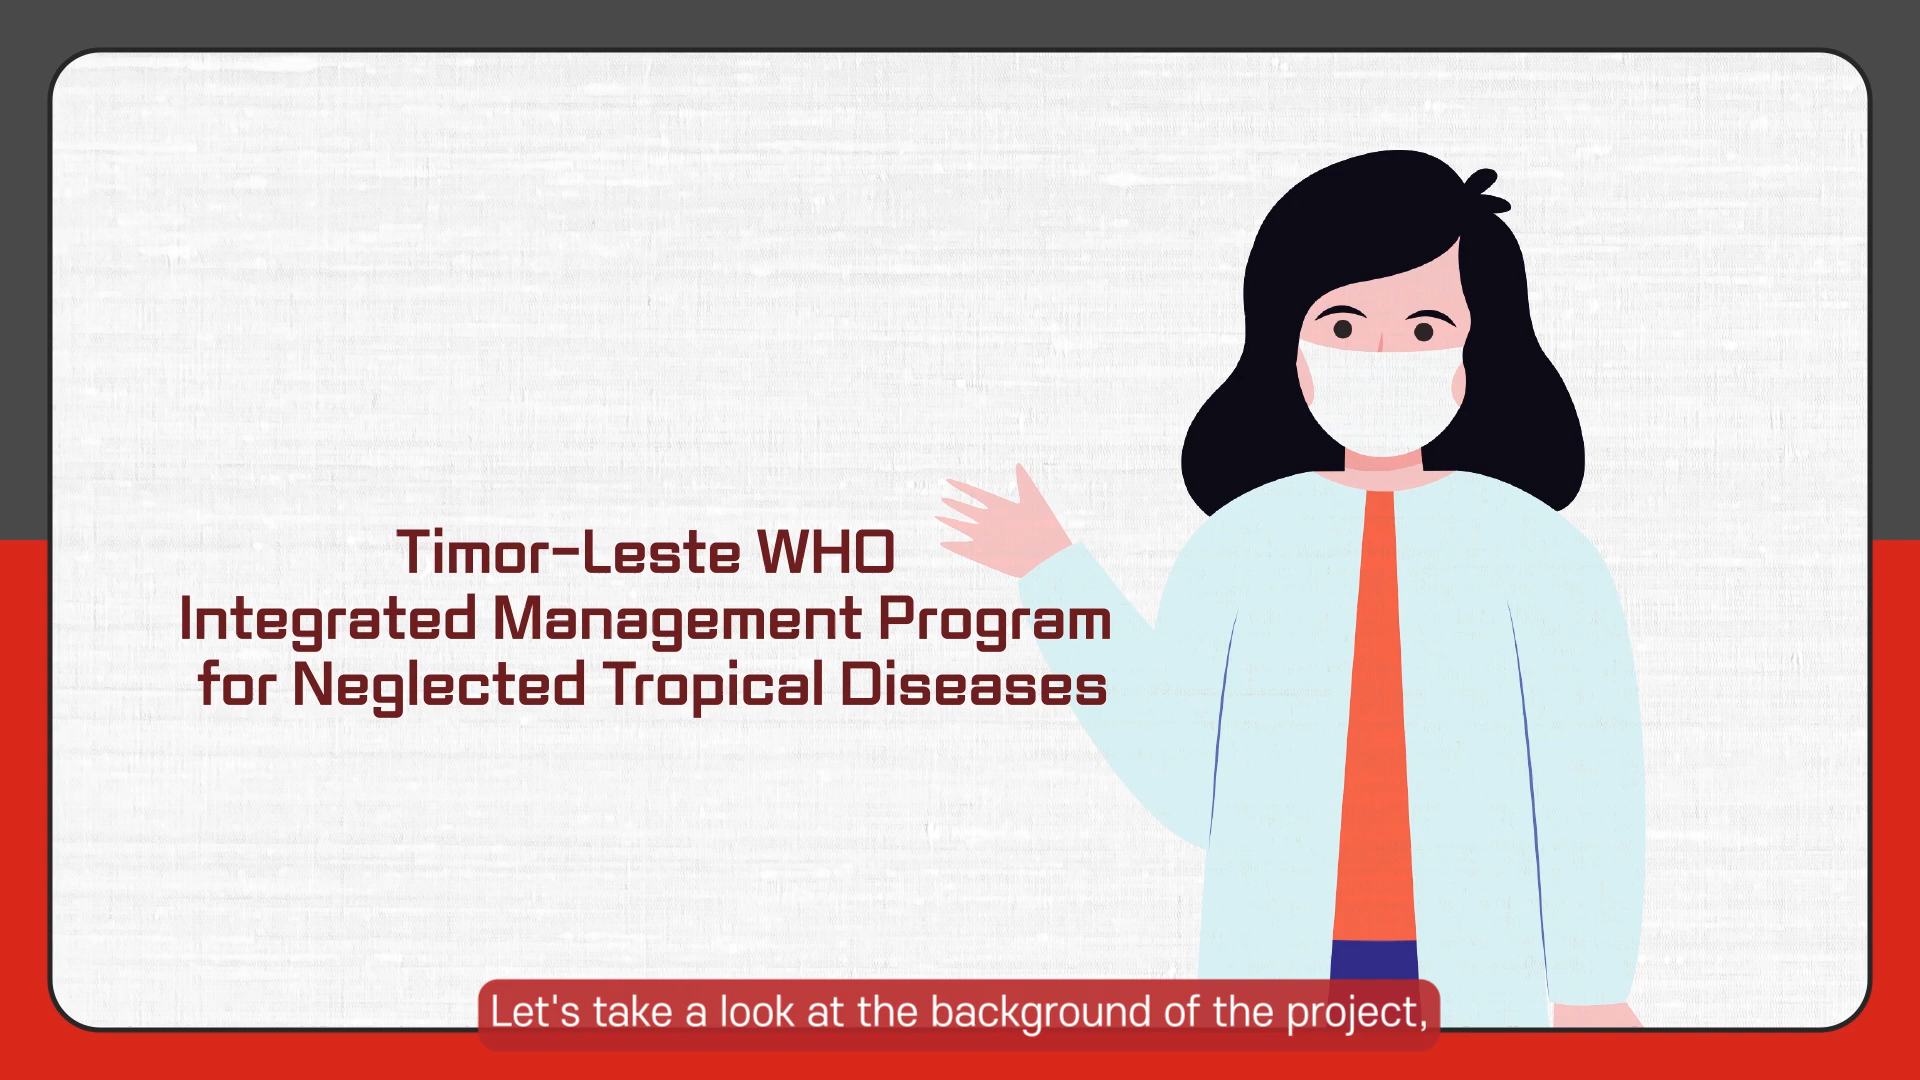 Timor-Leste WHO
Integrated Management Program
for Neglected Tropical Diseases
Let's take a look at the background of the project,